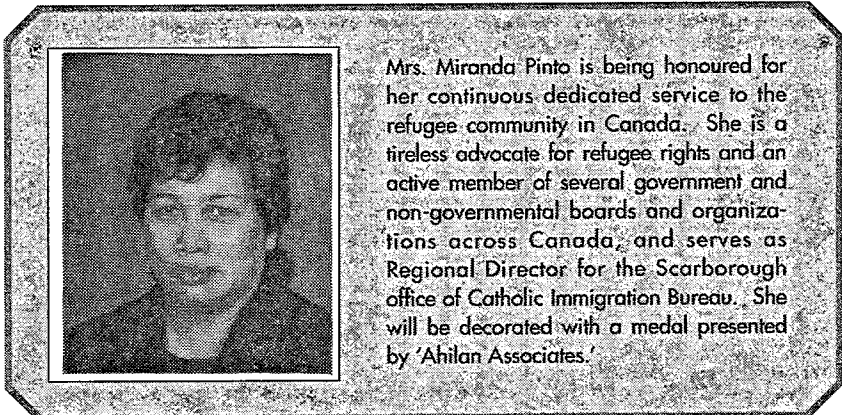 Mrs. Miranda Pinto is being honoured for
her continuous dedicated service to the
refugee community in Canada. She is a
tireless advocate for refugee rights and an
active member of several government and
non-governmental boards and organiza-
tions across Canada, and serves as
Regional Director for the Scarborough
office of Catholic Immigration Bureau. She
will be decorated with a medal presented
by 'Ahilan Associates.'